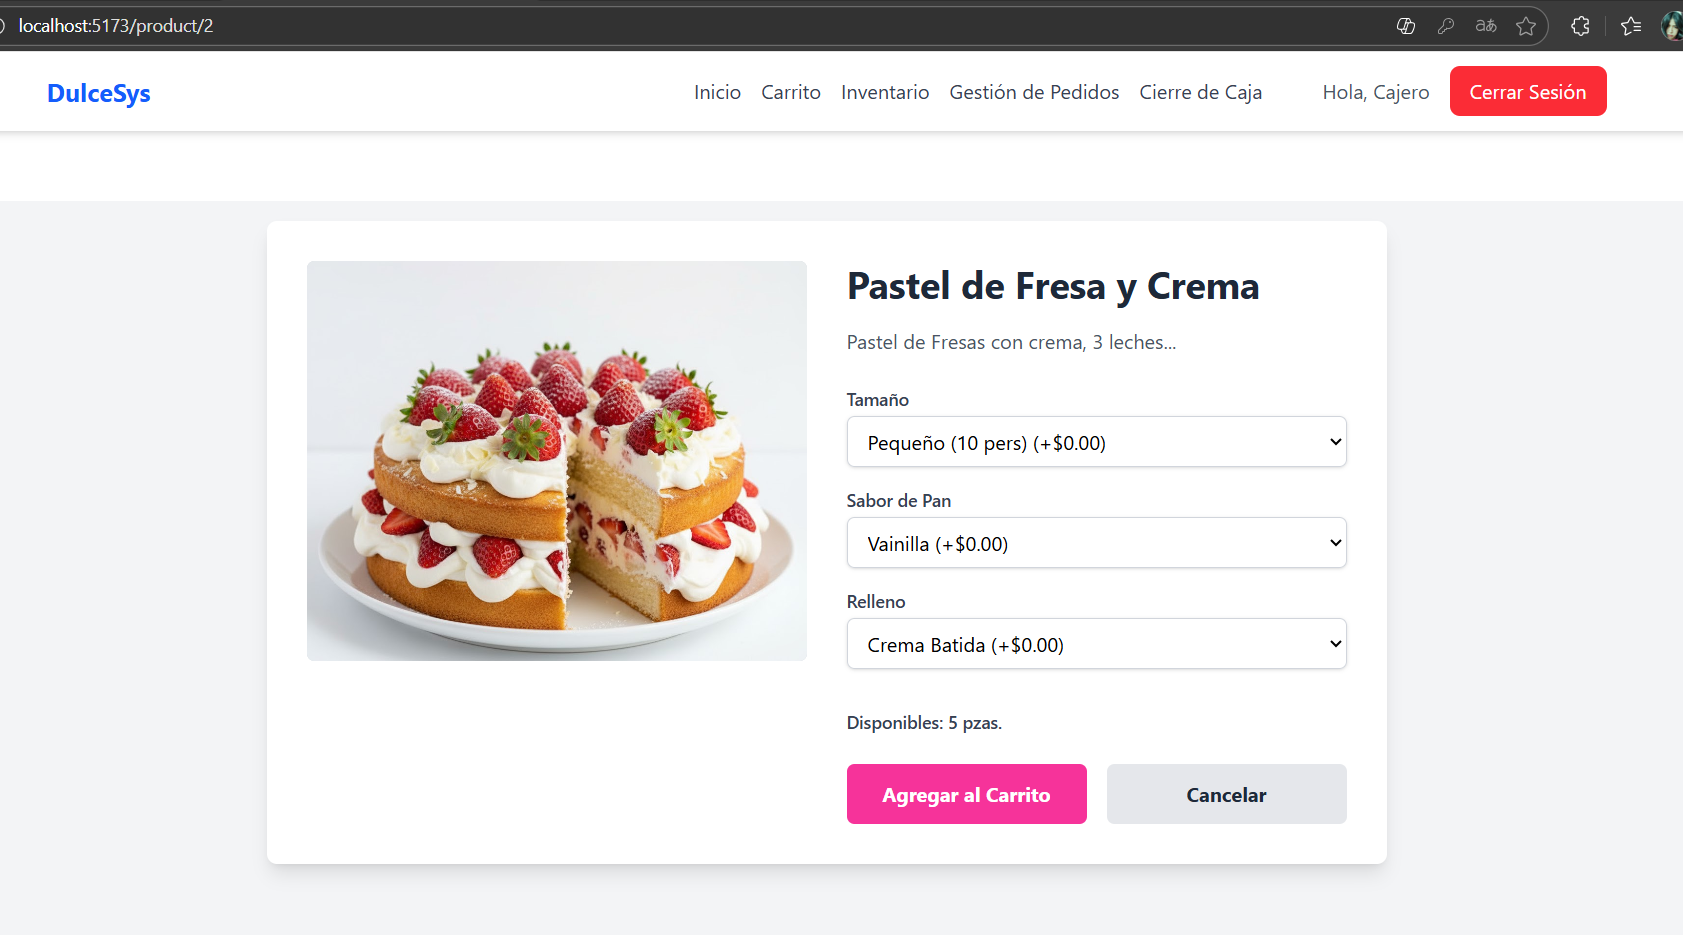 localhost:5173/product/2
DulceSys
Inicio Carrito Inventario Gestión de Pedidos Cierre de Caja Hola, Cajero Cerrar Sesión
Pastel de Fresa y Crema
Pastel de Fresas con crema, 3 leches...
Tamaño
Pequeño (10 pers) (+$0.00)
Sabor de Pan
Vainilla (+$0.00)
Relleno
Crema Batida (+$0.00)
Disponibles: 5 pzas.
Agregar al Carrito Cancelar